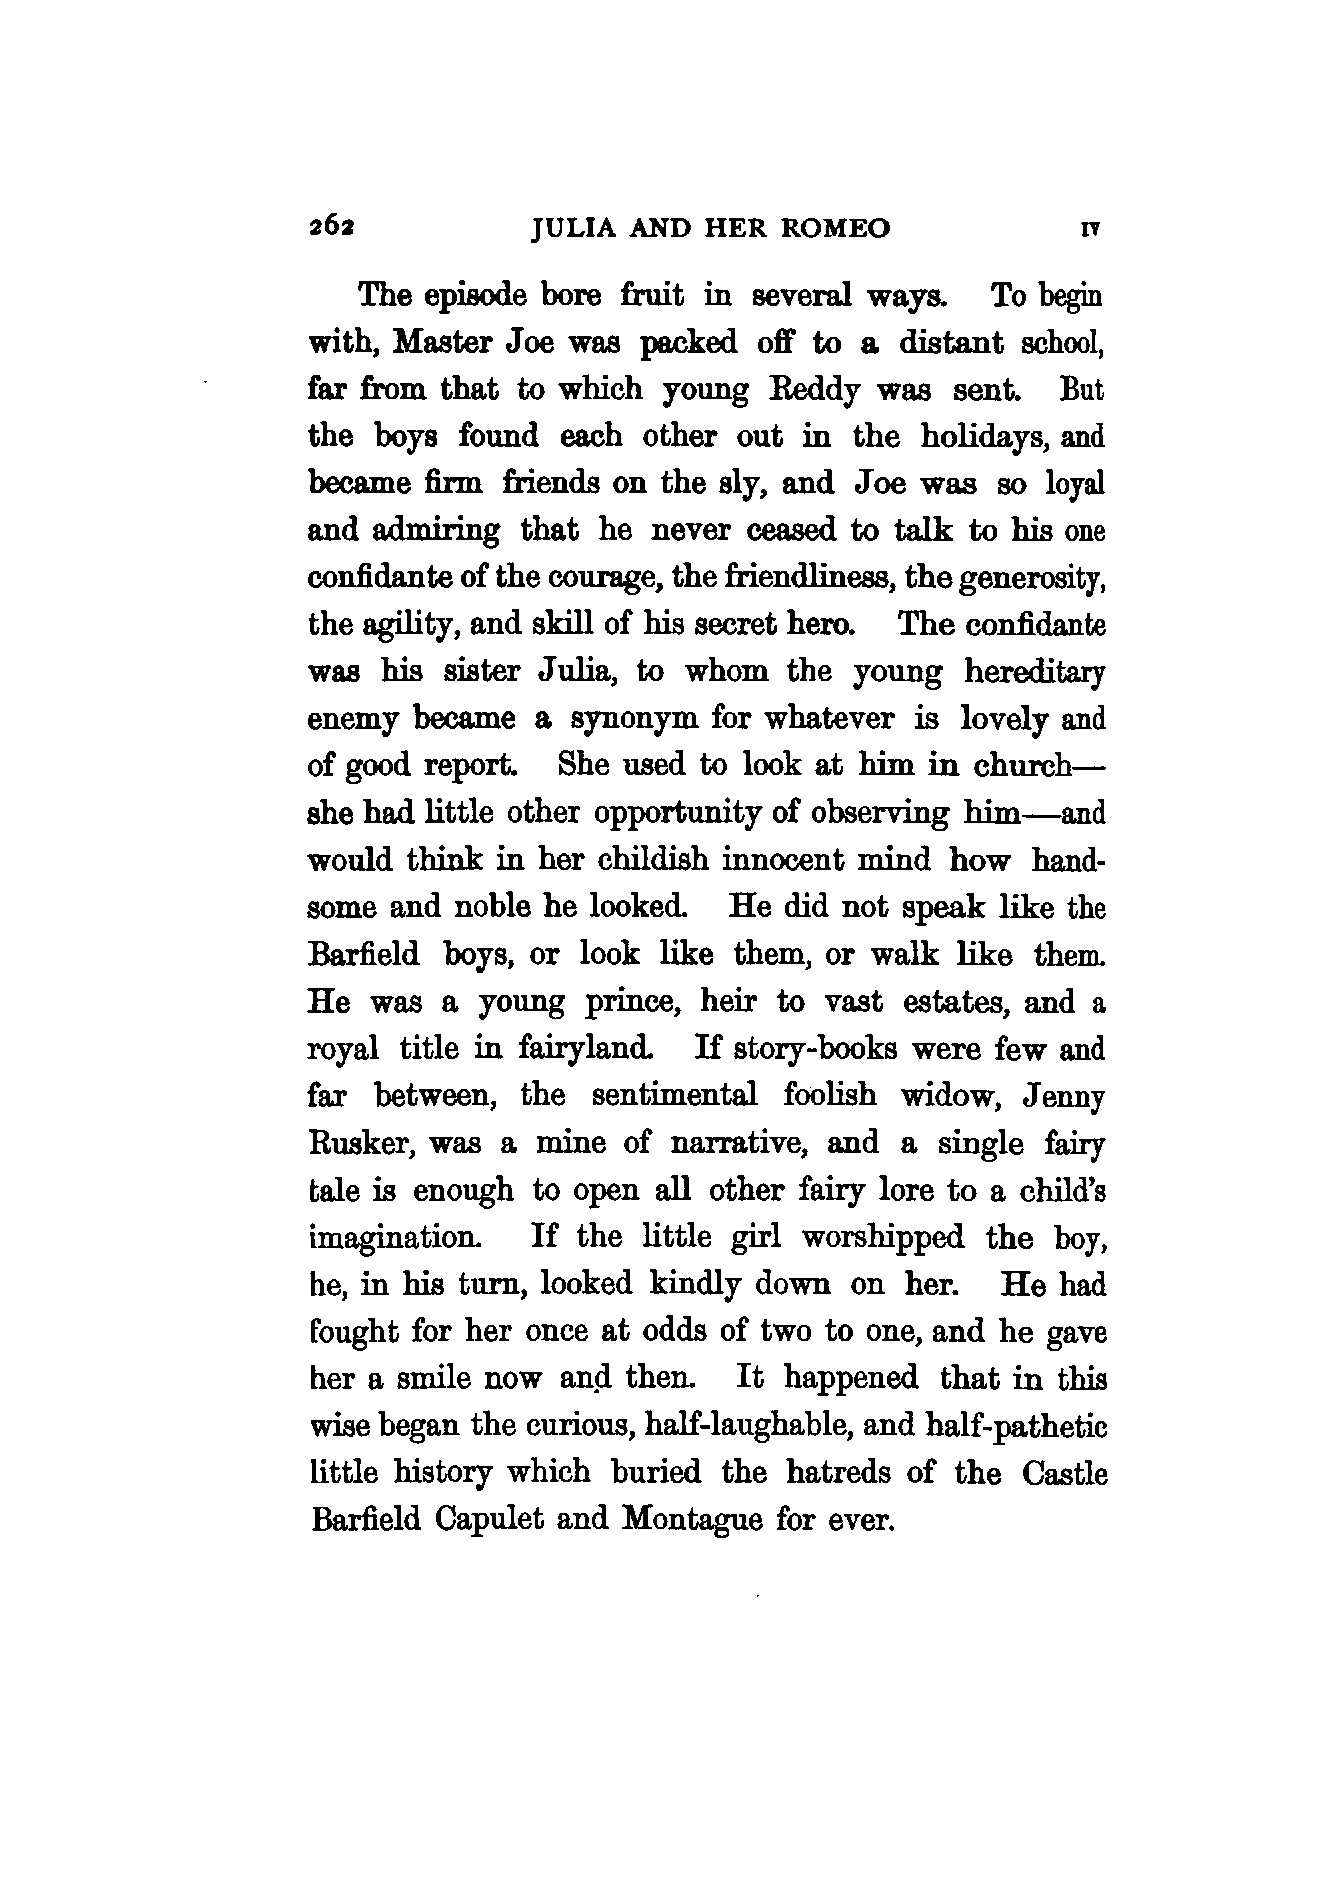 262 JULIA AND HER ROMEO IV
The episode bore fruit in several ways. To begin
with, Master Joe was packed off to a distant school,
far from that to which young Reddy was sent. But
the boys found each other out in the holidays, and
became firm friends on the sly, and Joe was so loyal
and admiring that he never ceased to talk to his one
confidante of the courage, the friendliness, the generosity,
the agility, and skill of his secret hero. The confidante
was his sister Julia, to whom the young hereditary
enemy became a synonym for whatever is lovely and
of good report. She used to look at him in church—
she had little other opportunity of observing him—and
would think in her childish innocent mind how hand-
some and noble he looked. He did not speak like the
Barfield boys, or look like them, or walk like them.
He was a young prince, heir to vast estates, and a
royal title in fairyland. If story-books were few and
far between, the sentimental foolish widow, Jenny
Rusker, was a mine of narrative, and a single fairy
tale is enough to open all other fairy lore to a child's
imagination. If the little girl worshipped the boy,
he, in his turn, looked kindly down on her. He had
fought for her once at odds of two to one, and he gave
her a smile now and then. It happened that in this
wise began the curious, half-laughable, and half-pathetic
little history which buried the hatreds of the Castle
Barfield Capulet and Montague for ever.